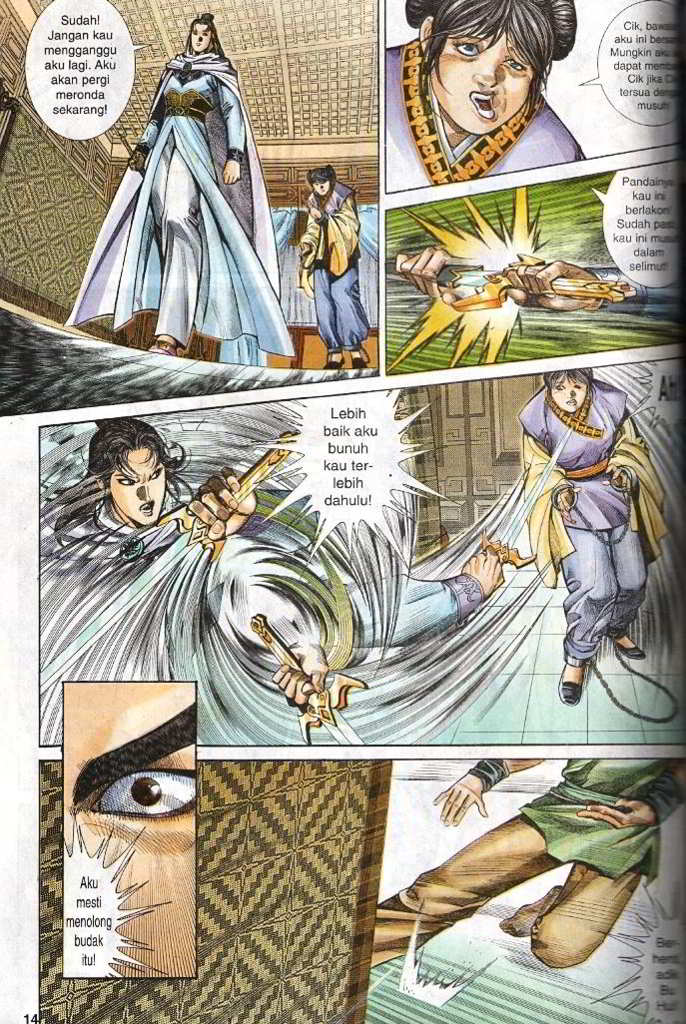 Sudah!
Jangan kau
mengganggu
aku lagi. Aku
akan pergi
meronda
sekarang!
Cik,
aku ini
Mungkin
dapat
Cik jika
tersua
musuh
Pandainya
kau ini
berlakon!
Sudah
kau ini
dalam
selimut!
Ah!
Lebih
baik aku
bunuh
kau ter-
lebih
dahulu!
Aku
mesti
menolong
budak
itu!
Ber-
henti,
adik
Bu
14